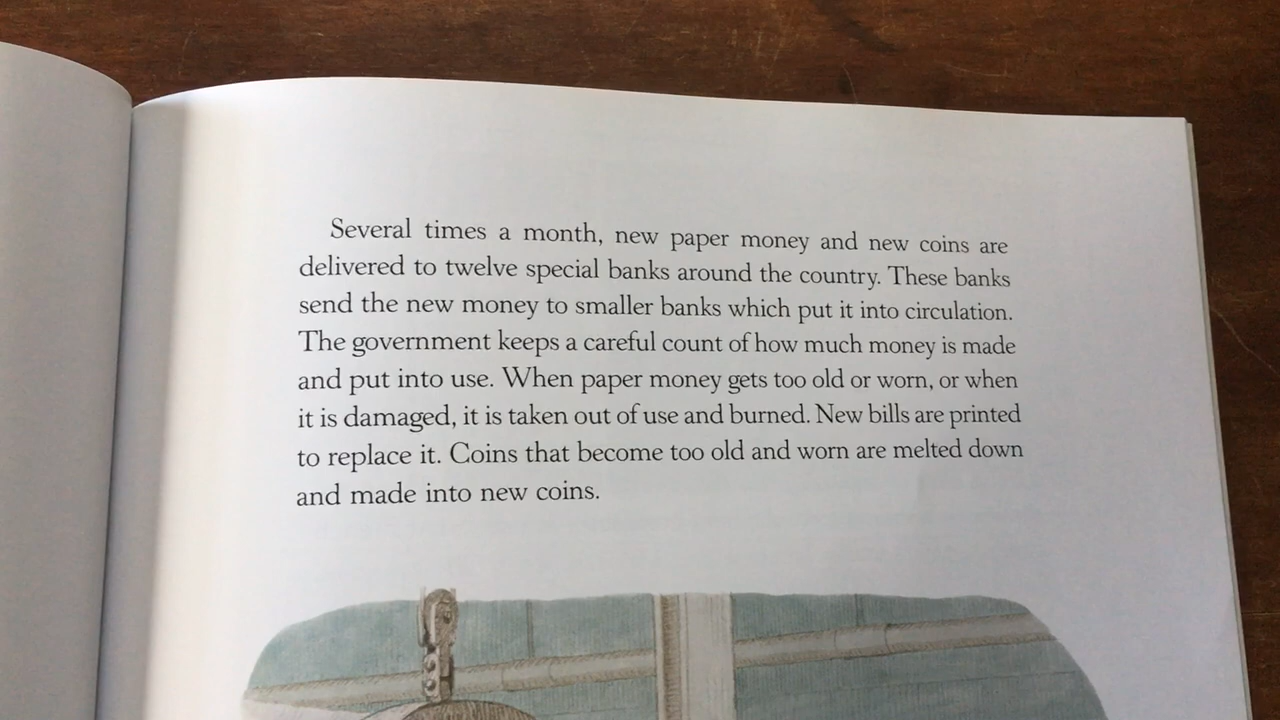 Several times a month, new paper money and new coins are
delivered to twelve special banks around the country. These banks
send the new money to smaller banks which put it into circulation.
The government keeps a careful count of how much money is made
and put into use. When paper money gets too old or worn, or when
it is damaged, it is taken out of use and burned. New bills are printed
to replace it. Coins that become too old and worn are melted down
and made into new coins.